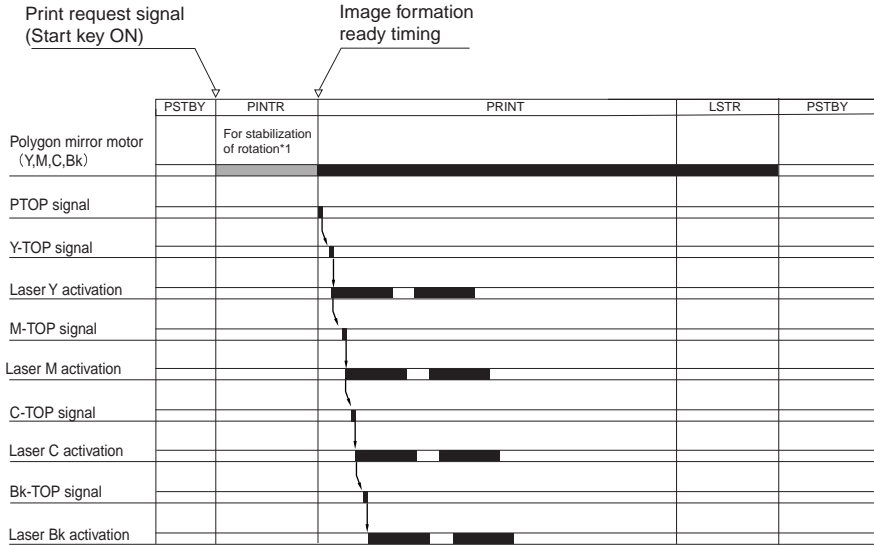 Print request signal
(Start key ON)
Image formation
ready timing
PSTBY PINTR PRINT LSTR PSTBY
Polygon mirror motor
(Y,M,C,Bk)
For stabilization
of rotation*1
PTOP signal
Y-TOP signal
Laser Y activation
M-TOP signal
Laser M activation
C-TOP signal
Laser C activation
Bk-TOP signal
Laser Bk activation